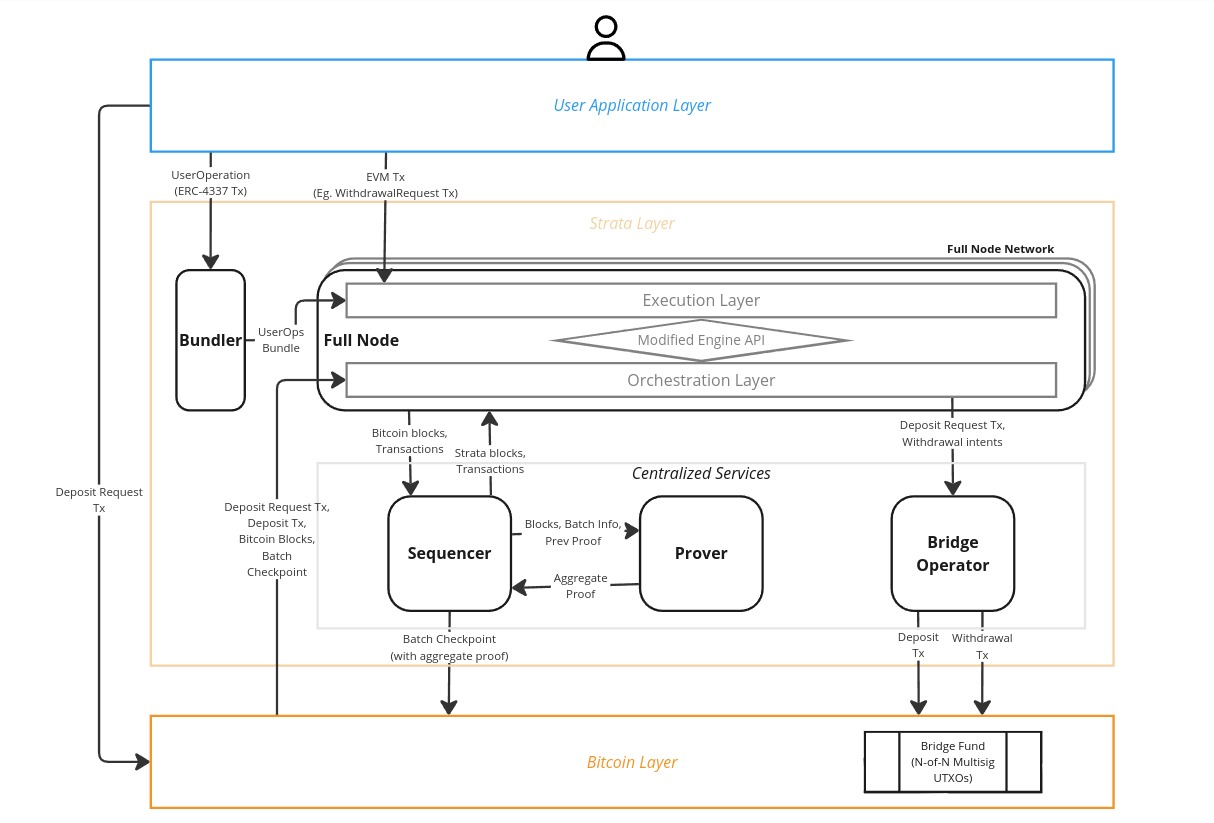 User Application Layer
UserOperation
(ERC-4337 Tx)
EVM Tx
(Eg. WithdrawalRequest Tx)
Strata Layer
Full Node Network
Execution Layer
Bundler
UserOps
Bundle
Full Node
Modified Engine API
Orchestration Layer
Bitcoin blocks,
Transactions
Strata blocks,
Transactions
Deposit Request Tx,
Withdrawal intents
Centralized Services
Deposit Request
Tx
Deposit Request Tx,
Deposit Tx,
Bitcoin Blocks,
Batch
Checkpoint
Sequencer
Blocks, Batch Info,
Prev Proof
Aggregate
Proof
Prover
Bridge
Operator
Batch Checkpoint
(with aggregate proof)
Deposit
Tx
Withdrawal
Tx
Bitcoin Layer
Bridge Fund
(N-of-N Multisig
UTXOs)